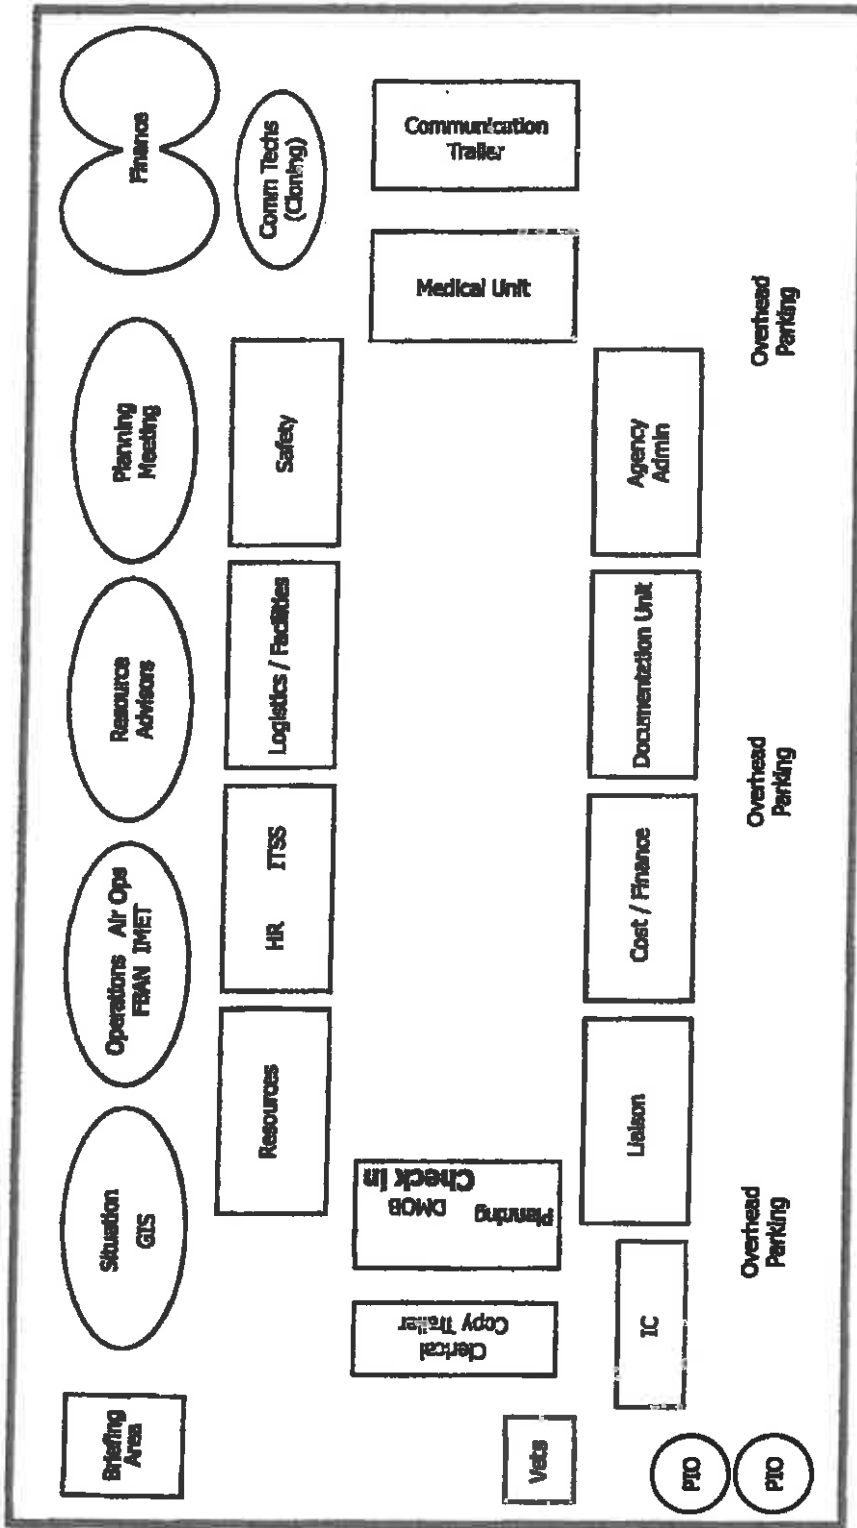 Finance
Comm Techs
(Cloning)
Communication
Trailer
Medical Unit
Planning
Meeting
Safety
Agency
Admin
Overhead
Parking
Resource
Advisors
Logistics / Facilities
Documentation Unit
Overhead
Parking
Operations Air Ops
FBAN IMET
HR ITSS
Cost / Finance
Situation
GIS
Resources
Check in
DMOB
Planning
Liaison
Overhead
Parking
Clerical
Copy Trailer
IC
Briefing
Area
Vets
PIO
PIO